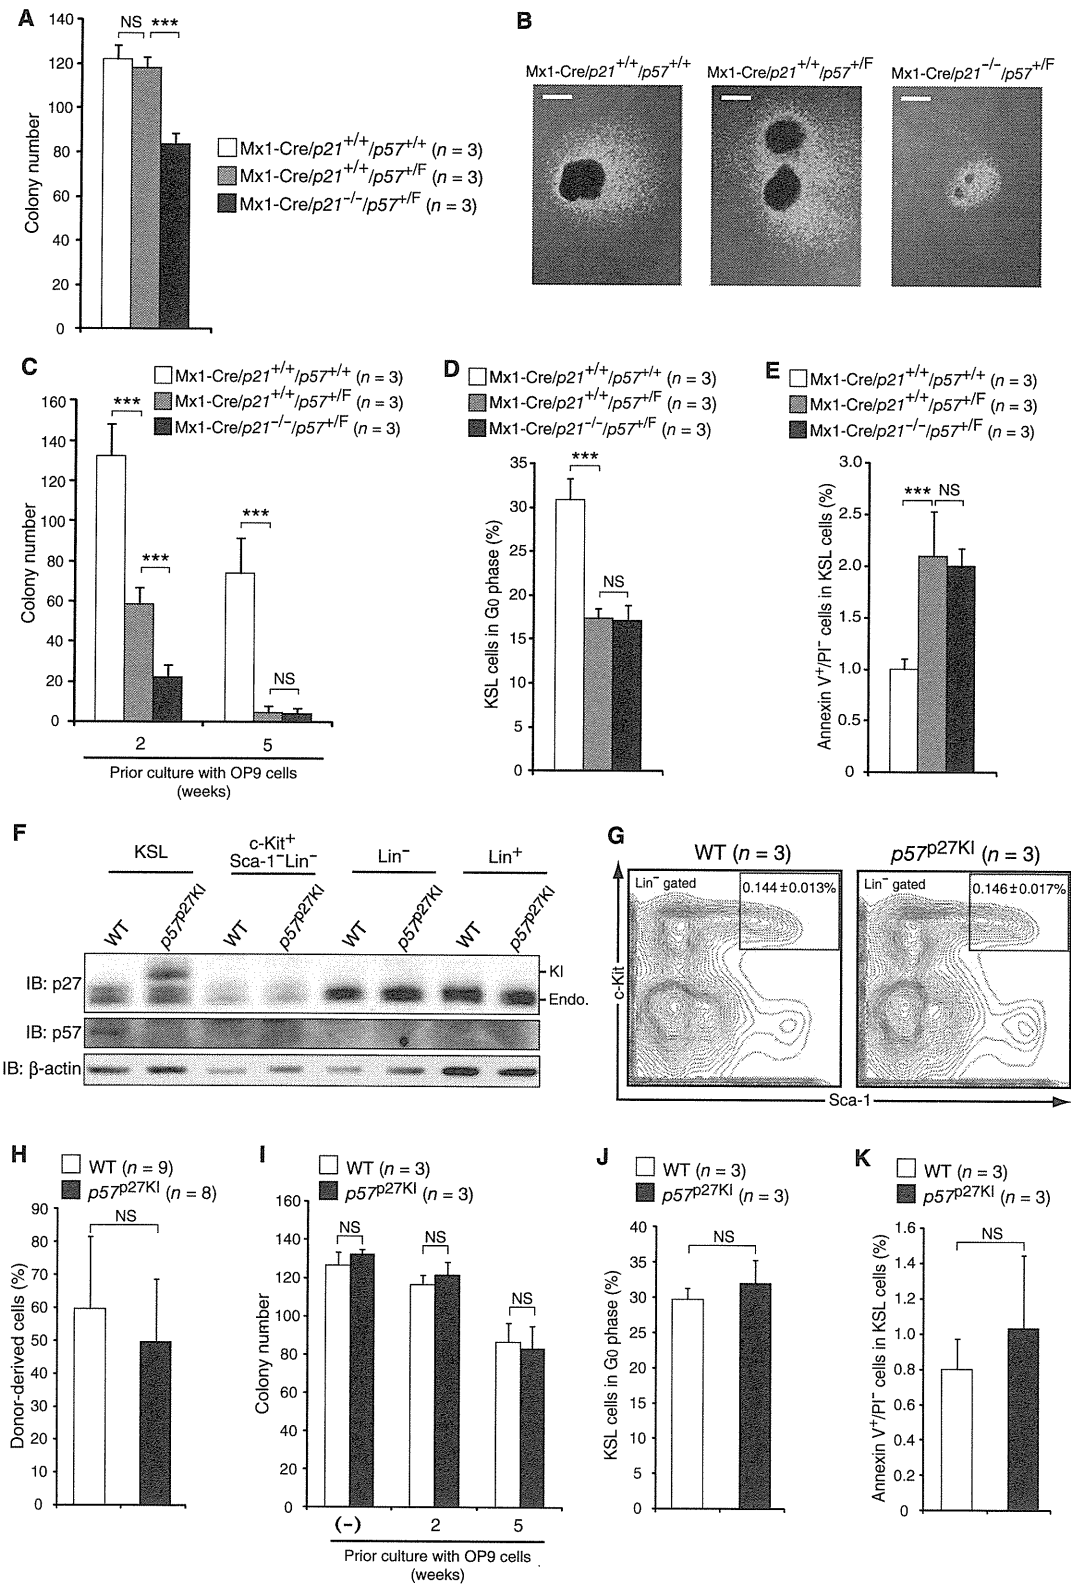 A
140
120
100
80
60
40
20
0
Colony number
NS
***
Mx1-Cre/p21+/+/p57+/+ (n = 3)
Mx1-Cre/p21+/+/p57+/F (n = 3)
Mx1-Cre/p21−/−/p57+/F (n = 3)
B
Mx1-Cre/p21+/+/p57+/+
Mx1-Cre/p21+/+/p57+/F
Mx1-Cre/p21−/−/p57+/F
C
Mx1-Cre/p21+/+/p57+/+ (n = 3)
Mx1-Cre/p21+/+/p57+/F (n = 3)
Mx1-Cre/p21−/−/p57+/F (n = 3)
160
140
120
100
80
60
40
20
0
Colony number
***
***
***
NS
2
5
Prior culture with OP9 cells
(weeks)
D
Mx1-Cre/p21+/+/p57+/+ (n = 3)
Mx1-Cre/p21+/+/p57+/F (n = 3)
Mx1-Cre/p21−/−/p57+/F (n = 3)
35
30
25
20
15
10
5
0
KSL cells in G0 phase (%)
***
NS
E
Mx1-Cre/p21+/+/p57+/+ (n = 3)
Mx1-Cre/p21+/+/p57+/F (n = 3)
Mx1-Cre/p21−/−/p57+/F (n = 3)
3.0
2.5
2.0
1.0
0.5
0
Annexin V+/PI− cells in KSL cells (%)
***
NS
F
KSL
c-Kit+
Sca-1−Lin−
Lin−
Lin+
WT
p57p27KI
WT
p57p27KI
WT
p57p27KI
WT
p57p27KI
IB: p27
KI
Endo.
IB: p57
IB: β-actin
G
WT (n = 3)
p57p27KI (n = 3)
Lin− gated
0.144±0.013%
Lin− gated
0.146±0.017%
c-Kit
Sca-1
H
WT (n = 9)
p57p27KI (n = 8)
90
80
70
60
50
40
30
20
10
0
Donor-derived cells (%)
NS
I
WT (n = 3)
p57p27KI (n = 3)
160
140
120
100
80
60
40
20
0
Colony number
NS
NS
NS
(−)
2
5
Prior culture with OP9 cells
(weeks)
J
WT (n = 3)
p57p27KI (n = 3)
40
35
30
25
20
15
10
5
0
KSL cells in G0 phase (%)
NS
K
WT (n = 3)
p57p27KI (n = 3)
1.6
1.4
1.2
1.0
0.8
0.6
0.4
0.2
0
Annexin V+/PI− cells in KSL cells (%)
NS